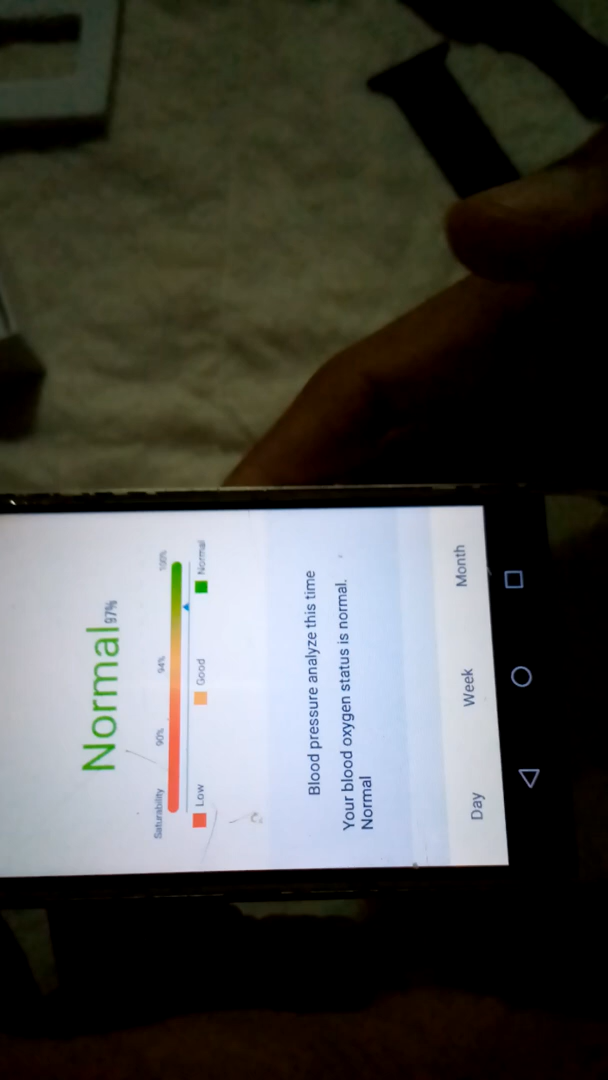 Normal 97%
Saturability 90% 94% 100%
Low Good Normal
Blood pressure analyze this time
Your blood oxygen status is normal.
Normal
Day Week Month